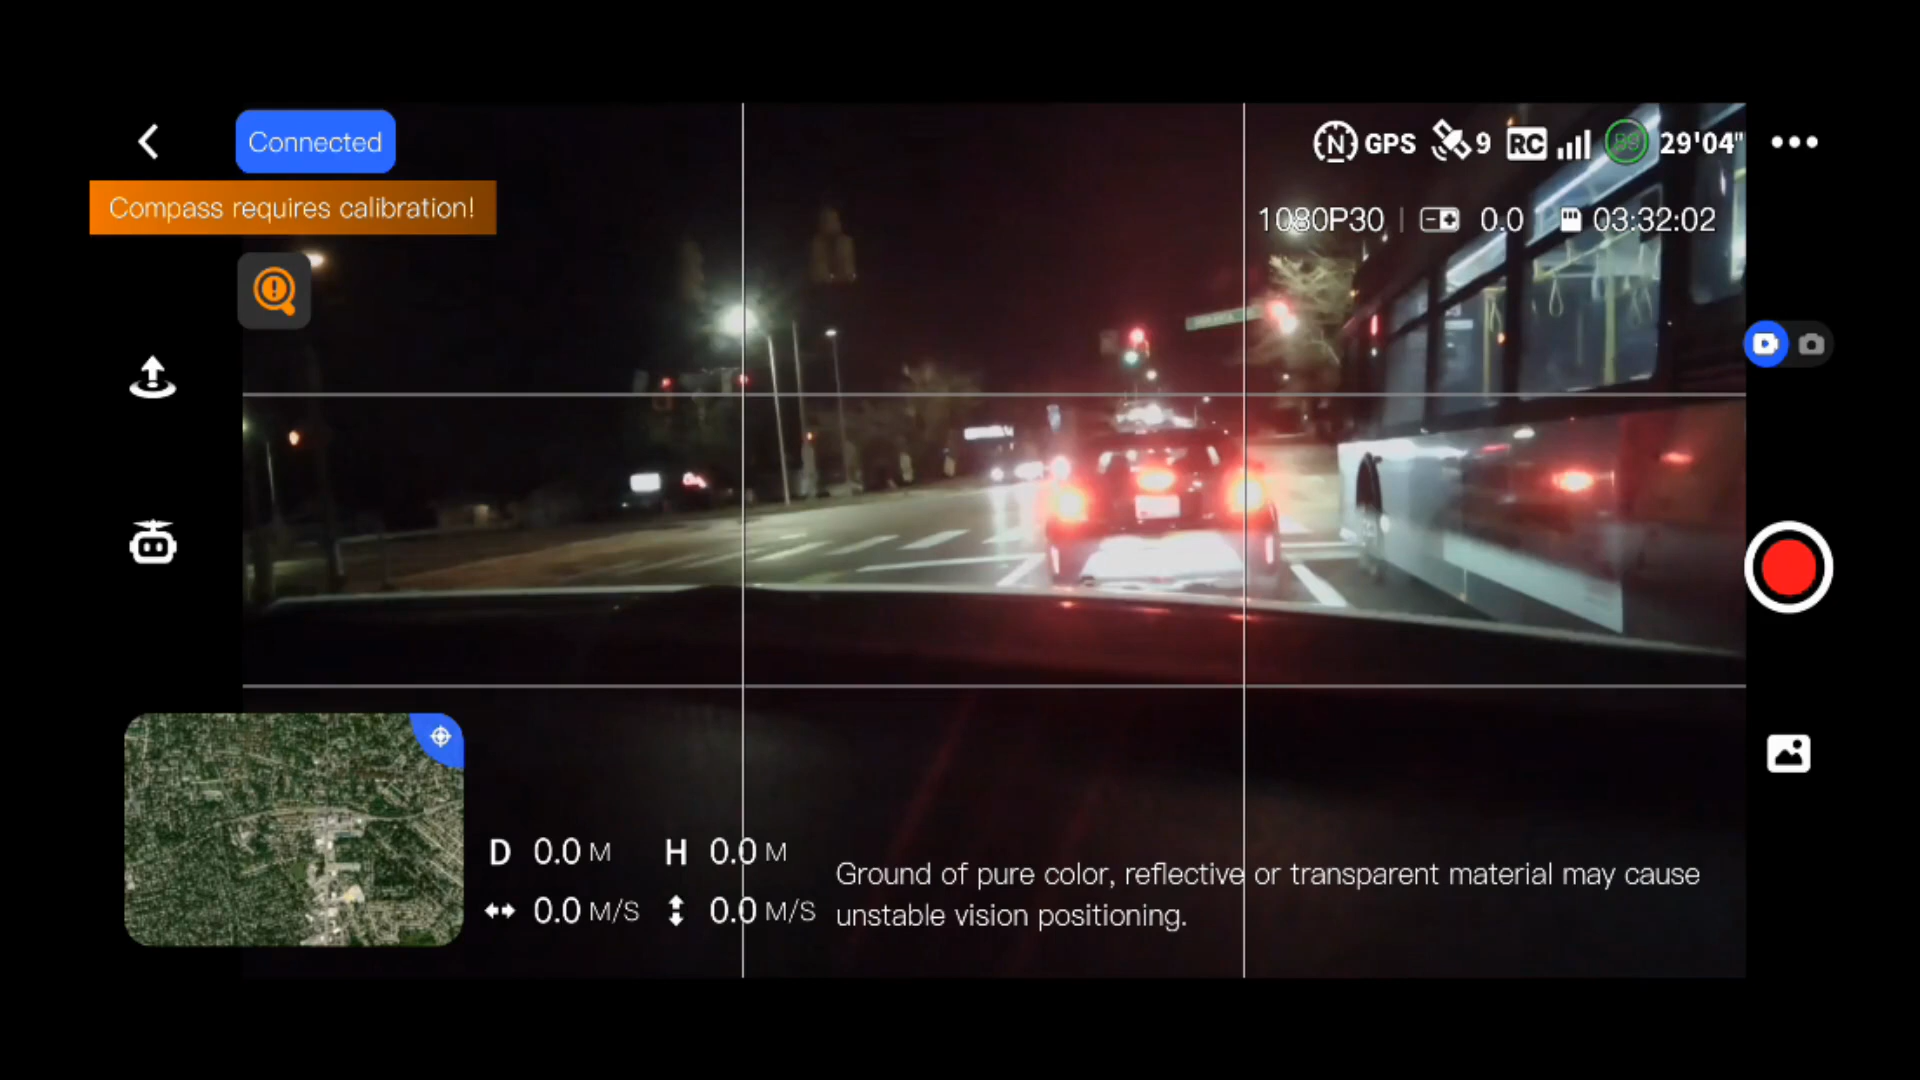 Connected
N GPS 9 RC 89 29'04"
Compass requires calibration!
1080P30 | 0.0 03:32:02
D 0.0 M H 0.0 M
0.0 M/S 0.0 M/S
Ground of pure color, reflective or transparent material may cause
unstable vision positioning.